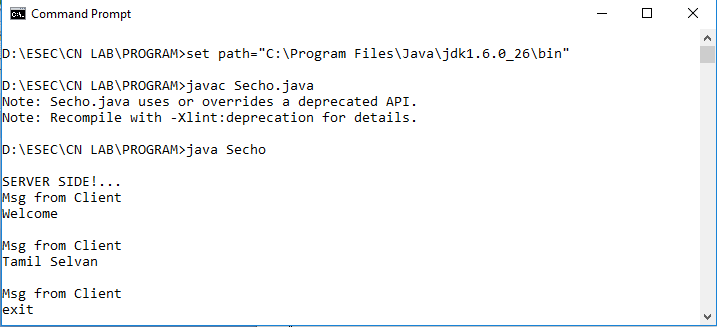 Command Prompt
D:\ESEC\CN LAB\PROGRAM>set path="C:\Program Files\Java\jdk1.6.0_26\bin"
D:\ESEC\CN LAB\PROGRAM>javac Secho.java
Note: Secho.java uses or overrides a deprecated API.
Note: Recompile with -Xlint:deprecation for details.
D:\ESEC\CN LAB\PROGRAM>java Secho
SERVER SIDE!...
Msg from Client
Welcome
Msg from Client
Tamil Selvan
Msg from Client
exit